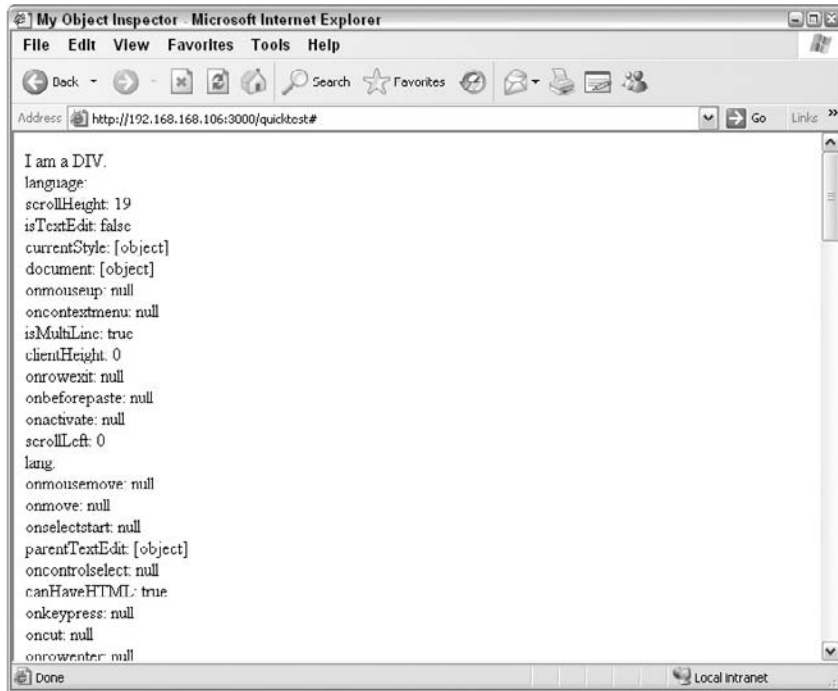 My Object Inspector - Microsoft Internet Explorer
File Edit View Favorites Tools Help
Back Search Favorites
Address http://192.168.168.106:3000/quicktest# Go Links »
I am a DIV.
language:
scrollHeight: 19
isTextEdit: false
currentStyle: [object]
document: [object]
onmouseup: null
oncontextmenu: null
isMultiLine: true
clientHeight: 0
onrowexit: null
onbeforepaste: null
onactivate: null
scrollLeft: 0
lang:
onmousemove: null
onmove: null
onselectstart: null
parentTextEdit: [object]
oncontrolselect: null
canHaveHTML: true
onkeypress: null
oncut: null
onrowenter: null
Done Local intranet